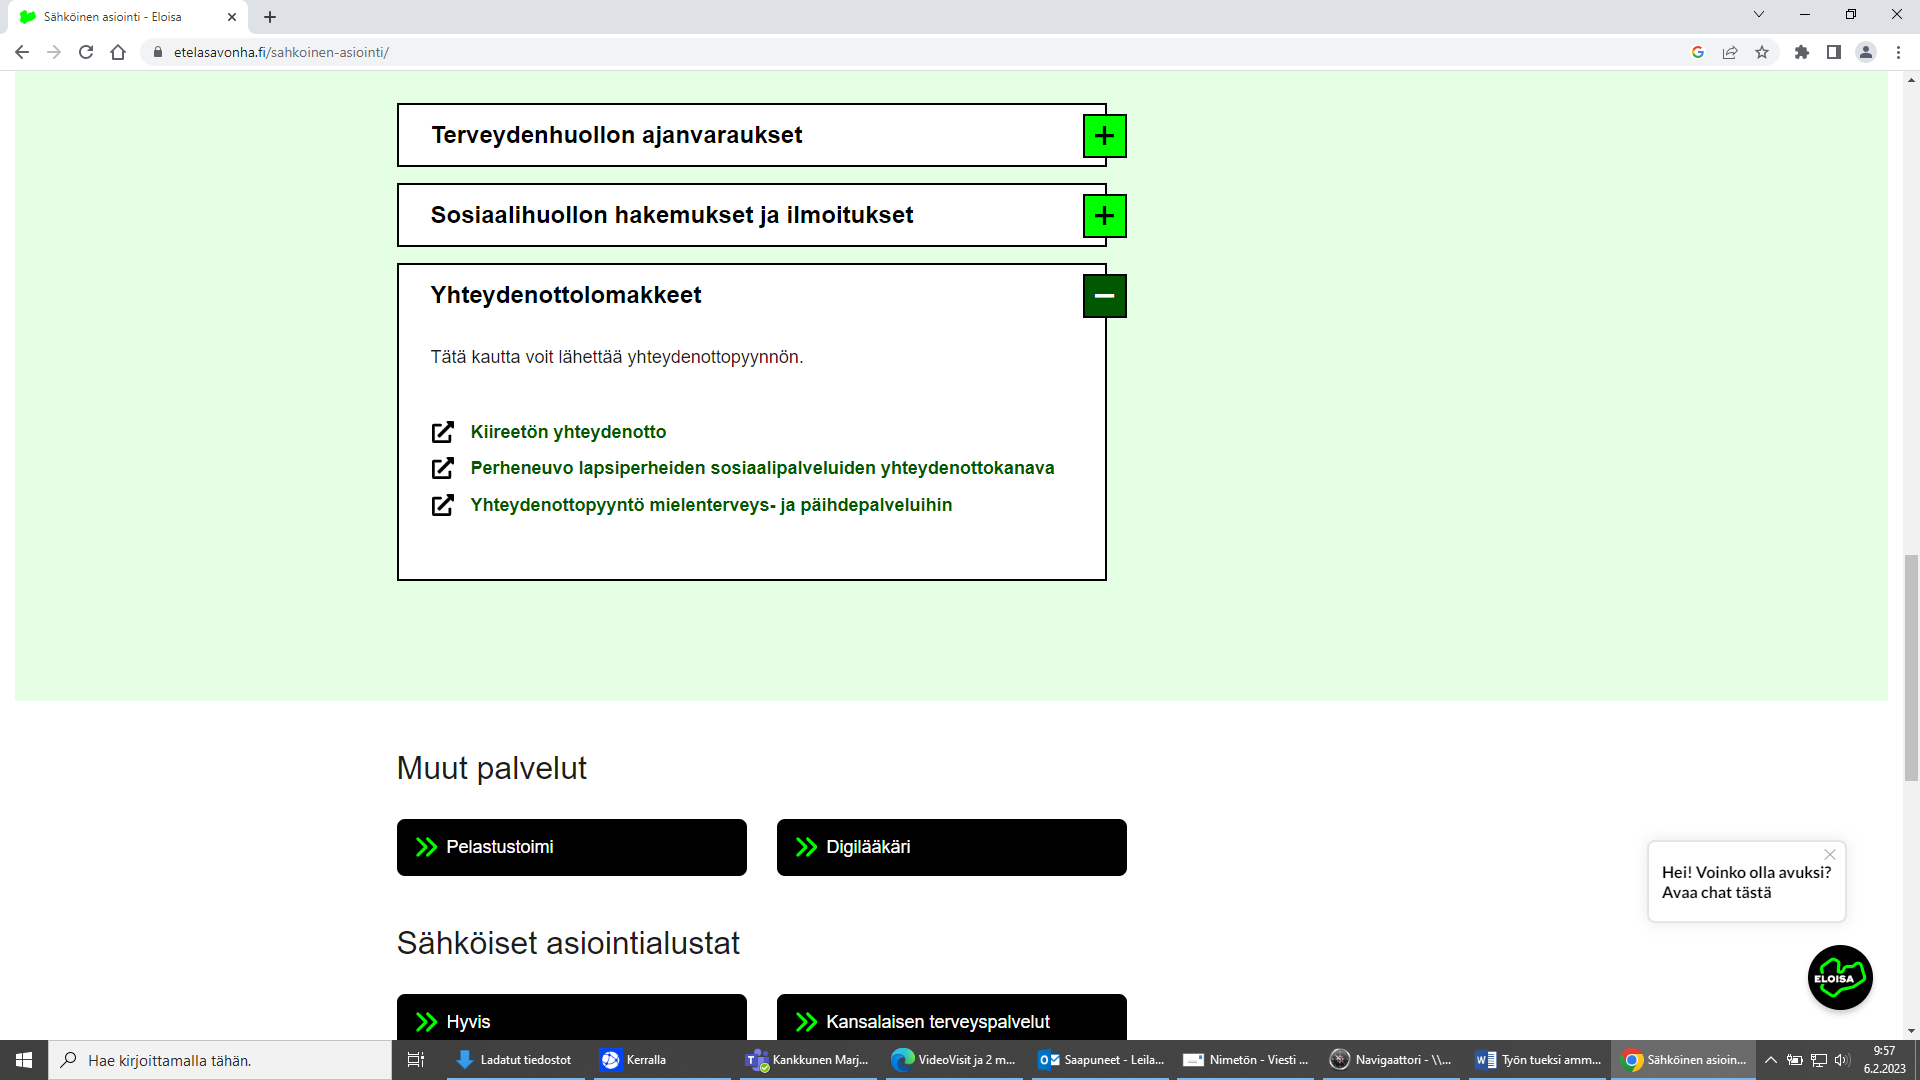 Sähköinen asiointi - Eloisa
etelasavonha.fi/sahkoinen-asiointi/
Terveydenhuollon ajanvaraukset
Sosiaalihuollon hakemukset ja ilmoitukset
Yhteydenottolomakkeet
Tätä kautta voit lähettää yhteydenottopyynnön.
Kiireetön yhteydenotto
Perheneuvo lapsiperheiden sosiaalipalveluiden yhteydenottokanava
Yhteydenottopyyntö mielenterveys- ja päihdepalveluihin
Muut palvelut
Pelastustoimi
Digilääkäri
Hei! Voinko olla avuksi?
Avaa chat tästä
Sähköiset asiointialustat
ELOISA
Hyvis
Kansalaisen terveyspalvelut
Hae kirjoittamalla tähän.
Ladatut tiedostot
Kerralla
Kankkunen Marj...
VideoVisit ja 2 m...
Saapuneet - Leila...
Nimetön - Viesti ...
Navigaattori - \\...
Työn tueksi amm...
Sähköinen asioin...
9:57
6.2.2023